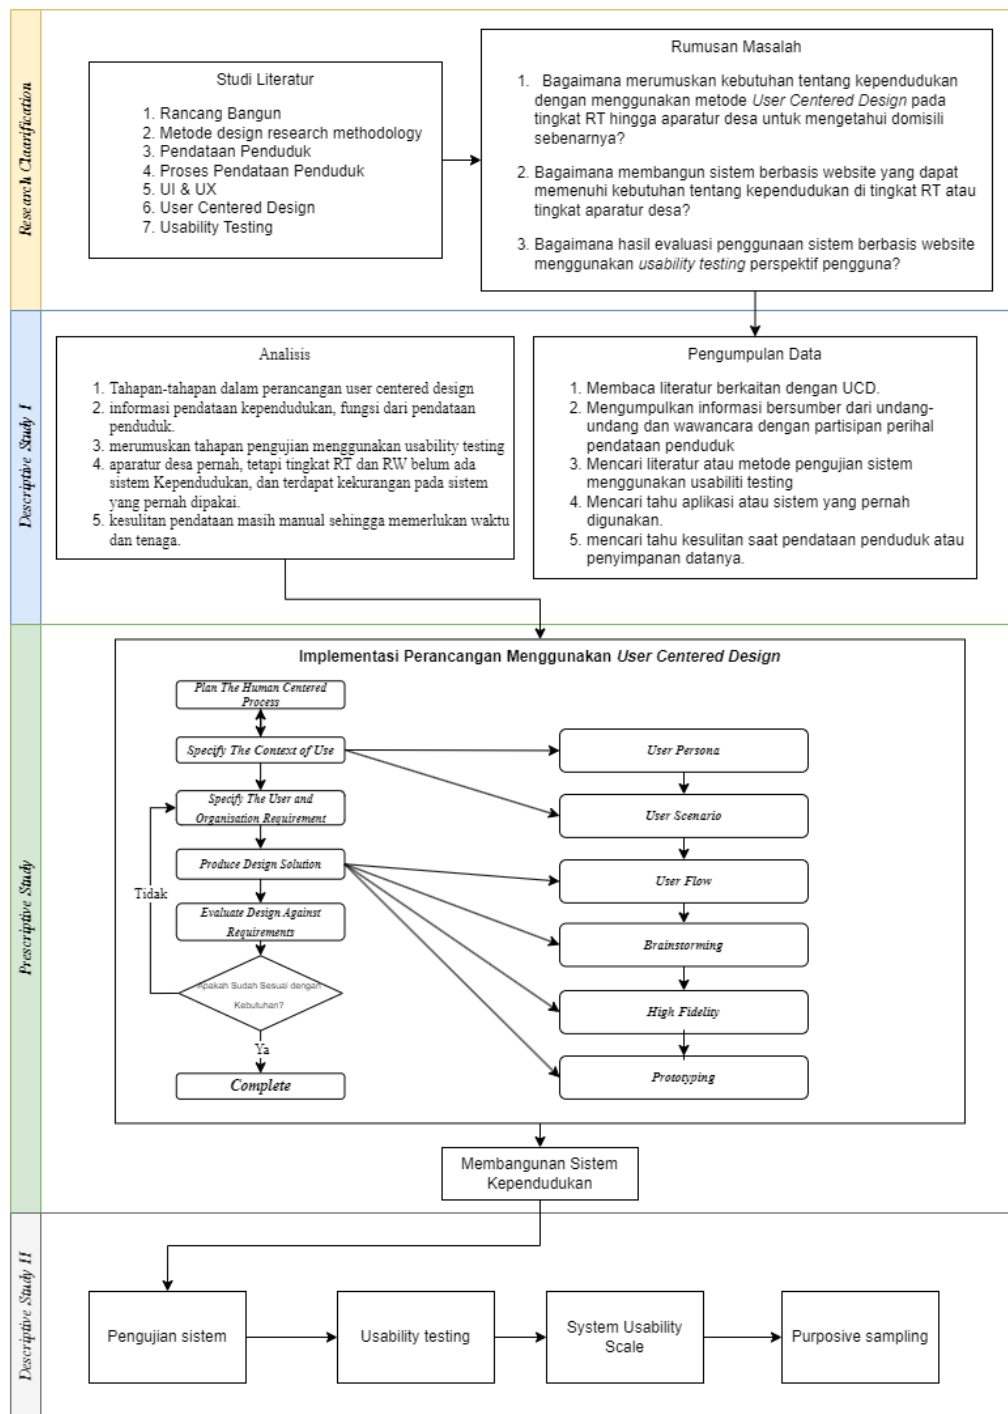 Research Claarification
Studi Literatur
1. Rancang Bangun
2. Metode design research methodology
3. Pendataan Penduduk
4. Proses Pendataan Penduduk
5. UI & UX
6. User Centered Design
7. Usability Testing
Rumusan Masalah
1. Bagaimana merumuskan kebutuhan tentang kependudukan
dengan menggunakan metode User Centered Design pada
tingkat RT hingga aparatur desa untuk mengetahui domisili
sebenarnya?
2. Bagaimana membangun sistem berbasis website yang dapat
memenuhi kebutuhan tentang kependudukan di tingkat RT atau
tingkat aparatur desa?
3. Bagaimana hasil evaluasi penggunaan sistem berbasis website
menggunakan usability testing perspektif pengguna?
Descriptive Study I
Analisis
1. Tahapan-tahapan dalam perancangan user centered design
2. informasi pendataan kependudukan, fungsi dari pendataan
penduduk.
3. merumuskan tahapan pengujian menggunakan usability testing
4. aparatur desa pernah, tetapi tingkat RT dan RW belum ada
sistem Kependudukan, dan terdapat kekurangan pada sistem
yang pernah dipakai.
5. kesulitan pendataan masih manual sehingga memerlukan waktu
dan tenaga.
Pengumpulan Data
1. Membaca literatur berkaitan dengan UCD.
2. Mengumpulkan informasi bersumber dari undang-
undang dan wawancara dengan partisipan perihal
pendataan penduduk
3. Mencari literatur atau metode pengujian sistem
menggunakan usabiliti testing
4. Mencari tahu aplikasi atau sistem yang pernah
digunakan.
5. mencari tahu kesulitan saat pendataan penduduk atau
penyimpanan datanya.
Prescriptive Study
Implementasi Perancangan Menggunakan User Centered Design
Plan The Human Centered
Process
Specify The Context of Use
Specify The User and
Organisation Requirement
Produce Design Solution
Evaluate Design Against
Requirements
Apakah Sudah Sesuai dengan
Kebutuhan?
Tidak
Ya
Complete
User Persona
User Scenario
User Flow
Brainstorming
High Fidelity
Prototyping
Membangunan Sistem
Kependudukan
Descriptive Study II
Pengujian sistem
Usability testing
System Usability
Scale
Purposive sampling